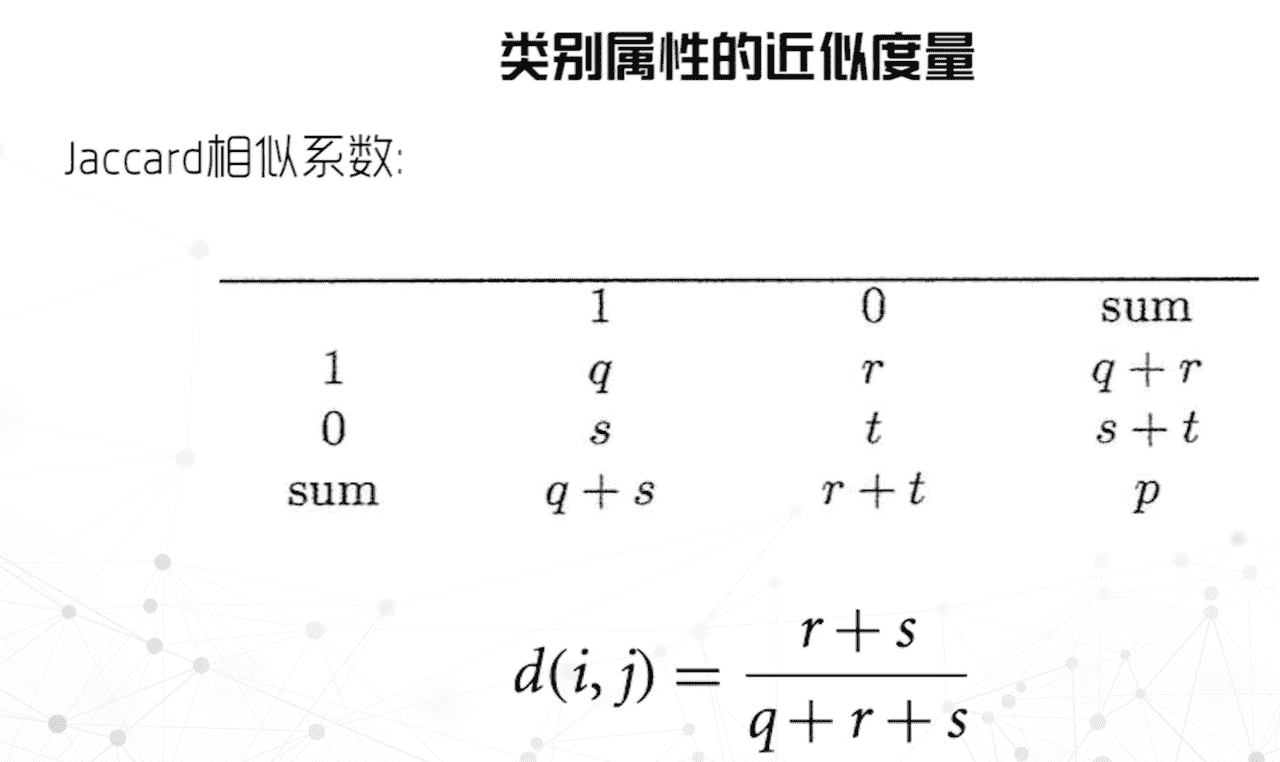 类别属性的近似度量
Jaccard相似系数:
1 0 sum
1 q r q + r
0 s t s + t
sum q + s r + t p
d(i, j) = r + s / q + r + s